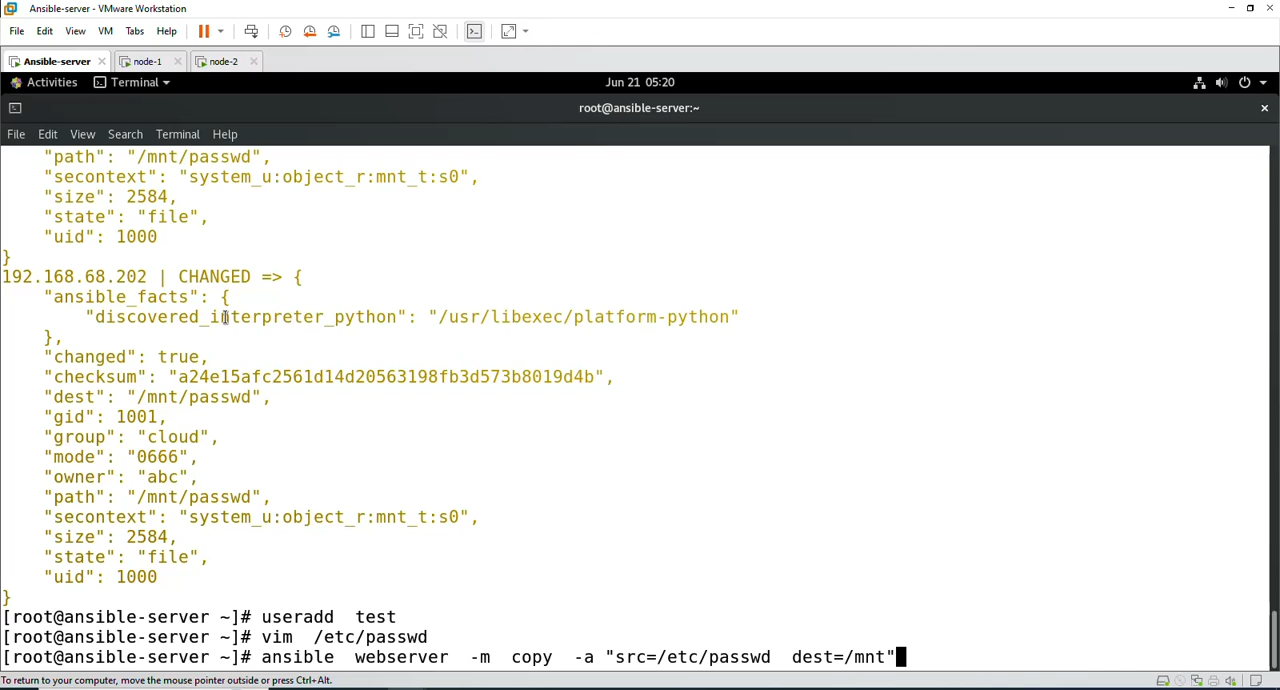 Ansible-server - VMware Workstation
File Edit View VM Tabs Help
Ansible-server node-1 node-2
Activities Terminal Jun 21 05:20
root@ansible-server:~
File Edit View Search Terminal Help
"path": "/mnt/passwd",
"secontext": "system_u:object_r:mnt_t:s0",
"size": 2584,
"state": "file",
"uid": 1000
}
192.168.68.202 | CHANGED => {
"ansible_facts": {
"discovered_interpreter_python": "/usr/libexec/platform-python"
},
"changed": true,
"checksum": "a24e15afc2561d14d20563198fb3d573b8019d4b",
"dest": "/mnt/passwd",
"gid": 1001,
"group": "cloud",
"mode": "0666",
"owner": "abc",
"path": "/mnt/passwd",
"secontext": "system_u:object_r:mnt_t:s0",
"size": 2584,
"state": "file",
"uid": 1000
}
[root@ansible-server ~]# useradd  test
[root@ansible-server ~]# vim  /etc/passwd
[root@ansible-server ~]# ansible  webserver  -m  copy  -a "src=/etc/passwd  dest=/mnt"
To return to your computer, move the mouse pointer outside or press Ctrl+Alt.